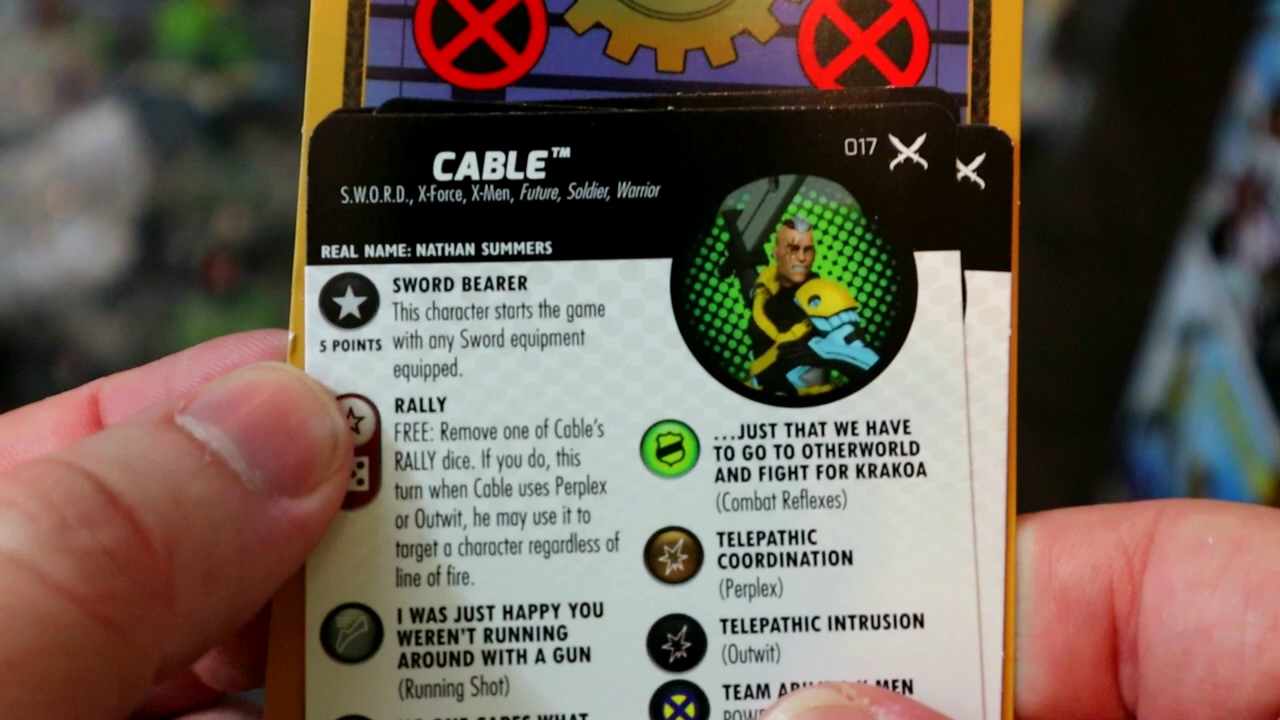 CABLE™
017
S.W.O.R.D., X-Force, X-Men, Future, Soldier, Warrior
REAL NAME: NATHAN SUMMERS
5 POINTS
SWORD BEARER
This character starts the game
with any Sword equipment
equipped.
RALLY
FREE: Remove one of Cable's
RALLY dice. If you do, this
turn when Cable uses Perplex
or Outwit, he may use it to
target a character regardless of
line of fire.
I WAS JUST HAPPY YOU
WEREN'T RUNNING
AROUND WITH A GUN
(Running Shot)
...JUST THAT WE HAVE
TO GO TO OTHERWORLD
AND FIGHT FOR KRAKOA
(Combat Reflexes)
TELEPATHIC
COORDINATION
(Perplex)
TELEPATHIC INTRUSION
(Outwit)
TEAM MEN